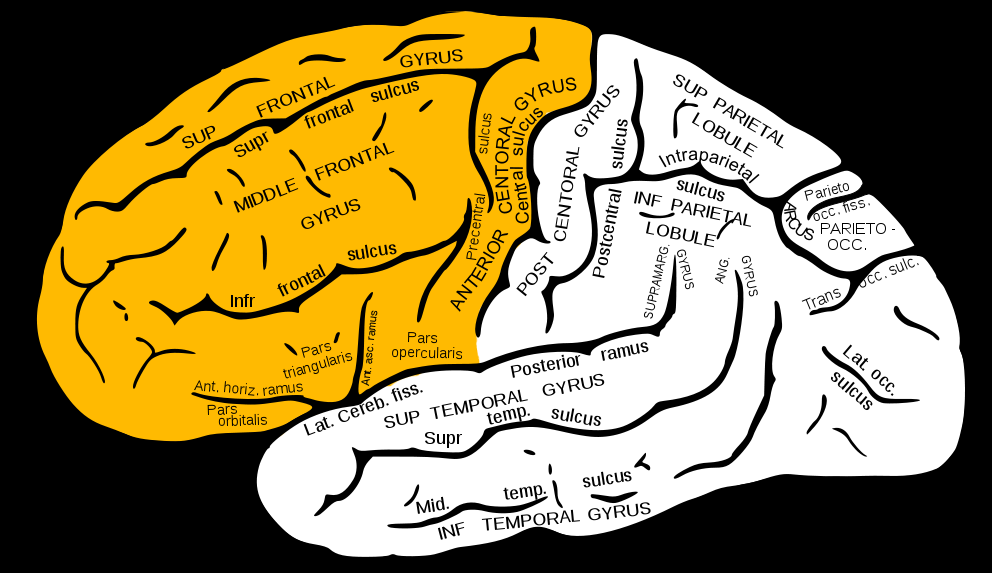 SUP FRONTAL GYRUS
Supr frontal sulcus
MIDDLE FRONTAL
GYRUS
Infr frontal sulcus
Precentral sulcus
ANTERIOR CENTORAL GYRUS
Central sulcus
POST CENTORAL GYRUS
Postcentral sulcus
SUP PARIETAL
LOBULE
Intraparietal
sulcus
INF PARIETAL
LOBULE
SUPRAMARG.
GYRUS
ANG.
GYRUS
Parieto
occ. fiss.
ARCUS
PARIETO -
OCC.
Trans occ. sulc.
Lat. occ.
sulcus
Pars
opercularis
Pars
triangularis
Ant. asc. ramus
Ant. horiz. ramus
Pars
orbitalis
Lat. Cereb. fiss.
Posterior ramus
SUP TEMPORAL GYRUS
Supr temp. sulcus
Mid. temp. sulcus
INF TEMPORAL GYRUS